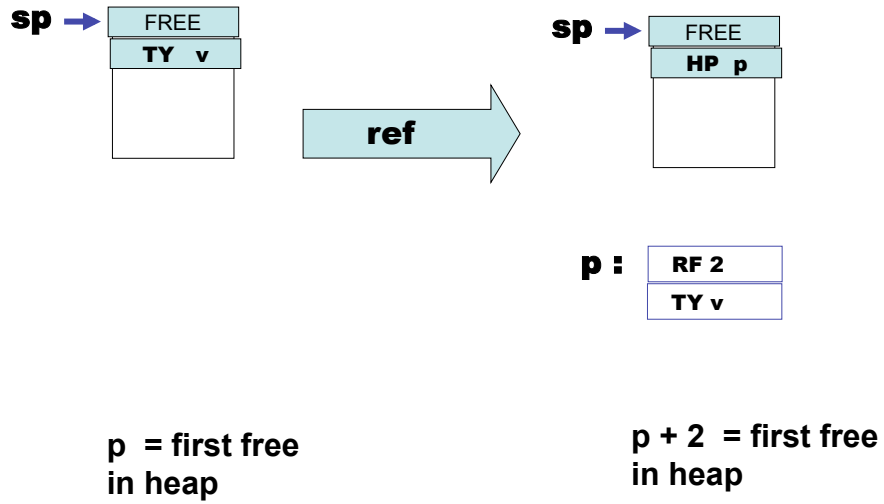 sp
FREE
TY v
ref
sp
FREE
HP p
p :
RF 2
TY v
p = first free
in heap
p + 2 = first free
in heap